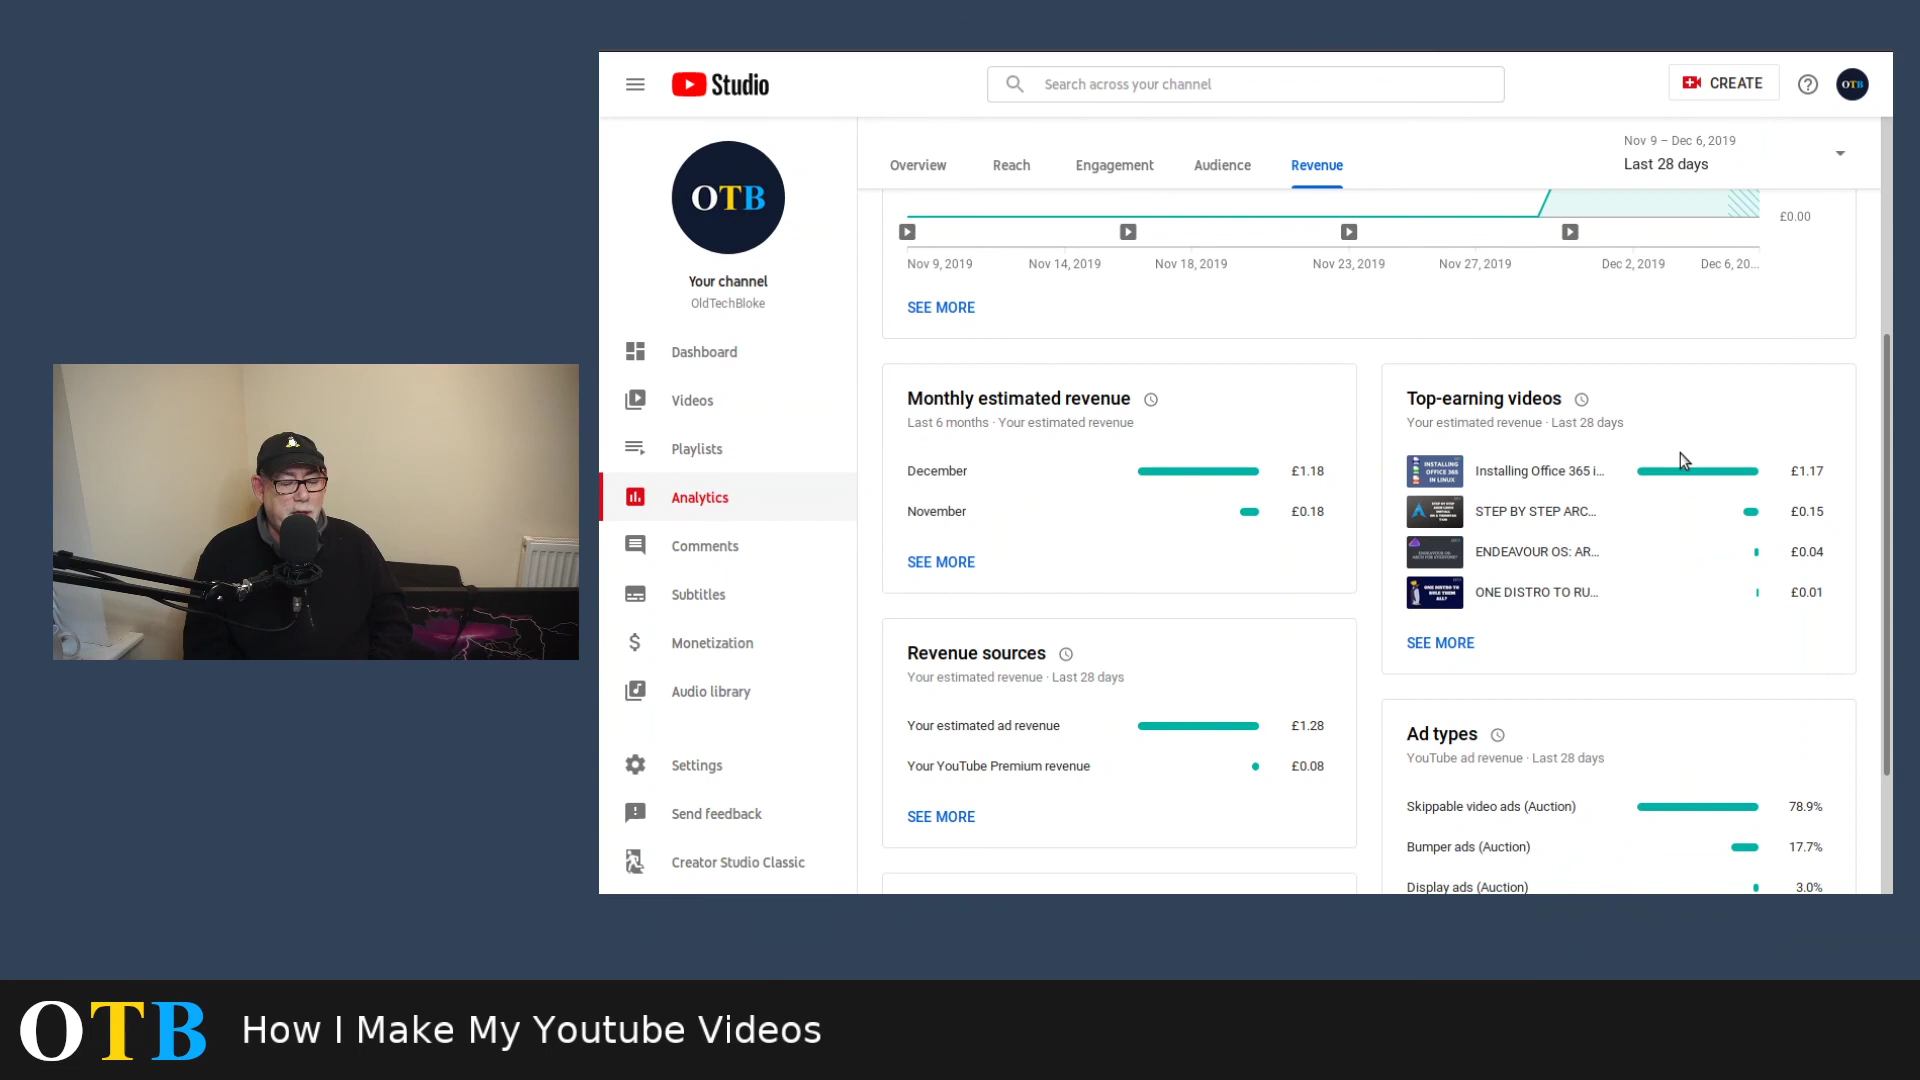 Studio
Search across your channel
CREATE
OTB
Nov 9 – Dec 6, 2019
Last 28 days
Overview
Reach
Engagement
Audience
Revenue
OTB
Your channel
OldTechBloke
Dashboard
Videos
Playlists
Analytics
Comments
Subtitles
Monetization
Audio library
Settings
Send feedback
Creator Studio Classic
£0.00
Nov 9, 2019
Nov 14, 2019
Nov 18, 2019
Nov 23, 2019
Nov 27, 2019
Dec 2, 2019
Dec 6, 20...
SEE MORE
Monthly estimated revenue
Last 6 months · Your estimated revenue
December £1.18
November £0.18
SEE MORE
Revenue sources
Your estimated revenue · Last 28 days
Your estimated ad revenue £1.28
Your YouTube Premium revenue £0.08
SEE MORE
Top-earning videos
Your estimated revenue · Last 28 days
INSTALLING
OFFICE 365
IN LINUX
Installing Office 365 i... £1.17
STEP BY STEP ARC... £0.15
ENDEAVOUR OS: AR... £0.04
ONE DISTRO TO RU... £0.01
SEE MORE
Ad types
YouTube ad revenue · Last 28 days
Skippable video ads (Auction) 78.9%
Bumper ads (Auction) 17.7%
Display ads (Auction) 3.0%
OTB How I Make My Youtube Videos